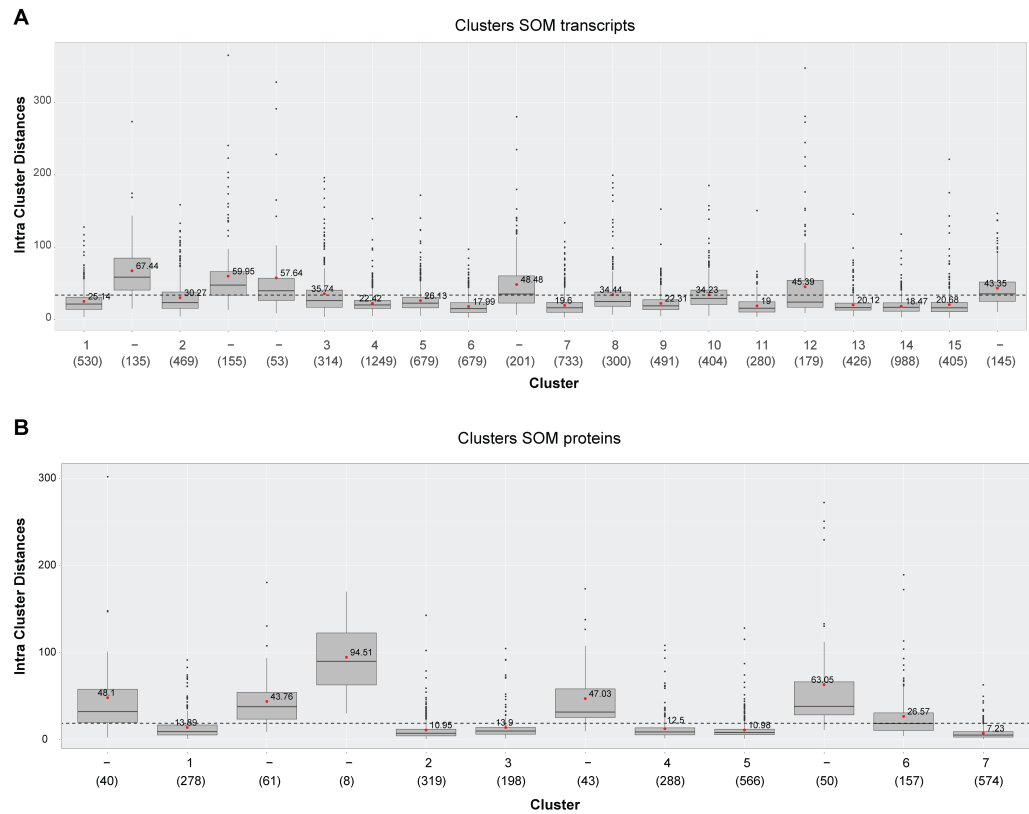 A
Clusters SOM transcripts
Intra Cluster Distances
300
200
100
0
25.14 67.44 30.27 59.95 57.64 35.74 22.42 26.13 17.99 48.48 19.6 34.44 22.31 34.23 19 45.39 20.12 18.47 20.68 43.35
1 – 2 – – 3 4 5 6 – 7 8 9 10 11 12 13 14 15 –
(530) (135) (469) (155) (53) (314) (1249) (679) (679) (201) (733) (300) (491) (404) (280) (179) (426) (988) (405) (145)
Cluster
B
Clusters SOM proteins
Intra Cluster Distances
300
200
100
0
48.1 13.89 43.76 94.51 10.95 13.9 47.03 12.5 10.98 63.05 26.57 7.23
– 1 – – 2 3 – 4 5 – 6 7
(40) (278) (61) (8) (319) (198) (43) (288) (566) (50) (157) (574)
Cluster